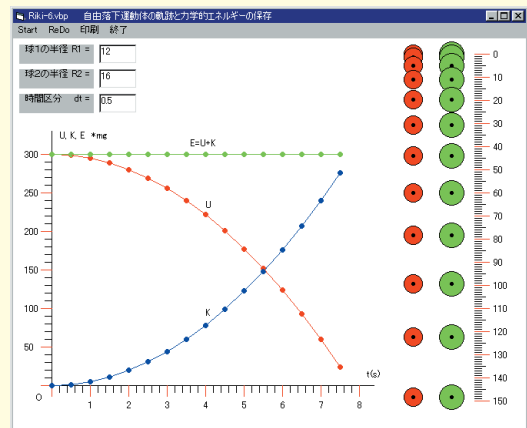 Riki-6.vbp 自由落下運動体の軌跡と力学的エネルギーの保存
Start ReDo 印刷 終了
球1の半径 R1 = 12
球2の半径 R2 = 16
時間区分 dt = 0.5
U, K, E *mg
E=U+K
300
250
200
150
100
50
O
U
K
t(s)
1 2 3 4 5 6 7 8
0
10
20
30
40
50
60
70
80
90
100
110
120
130
140
150